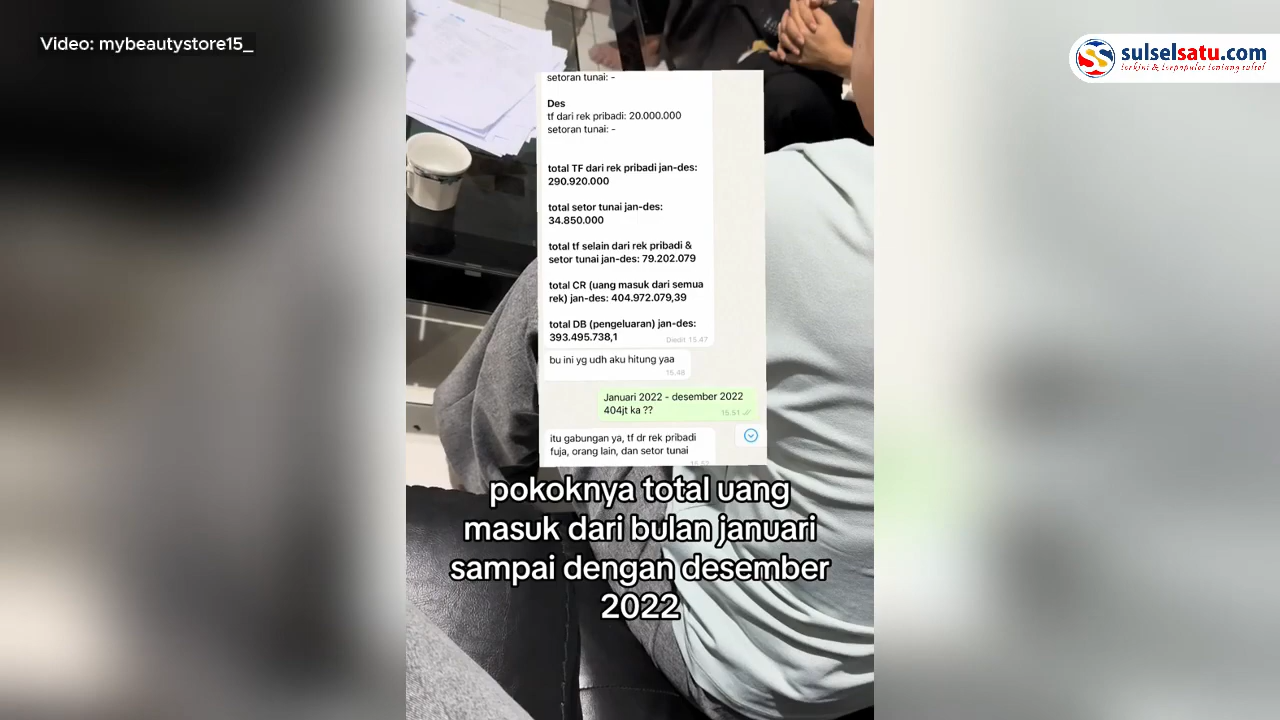 Video: mybeautystore15_
sulselsatu.com
terkini & terpopuler tentang sulsel
setoran tunai: -
Des
tf dari rek pribadi: 20.000.000
setoran tunai: -
total TF dari rek pribadi jan-des:
290.920.000
total setor tunai jan-des:
34.850.000
total tf selain dari rek pribadi &
setor tunai jan-des: 79.202.079
total CR (uang masuk dari semua
rek) jan-des: 404.972.079,39
total DB (pengeluaran) jan-des:
393.495.738,1
Diedit 15.47
bu ini yg udh aku hitung yaa
15.48
Januari 2022 - desember 2022
404jt ka ??
15.51
itu gabungan ya, tf dr rek pribadi
fuja, orang lain, dan setor tunai
pokoknya total uang
masuk dari bulan januari
sampai dengan desember
2022